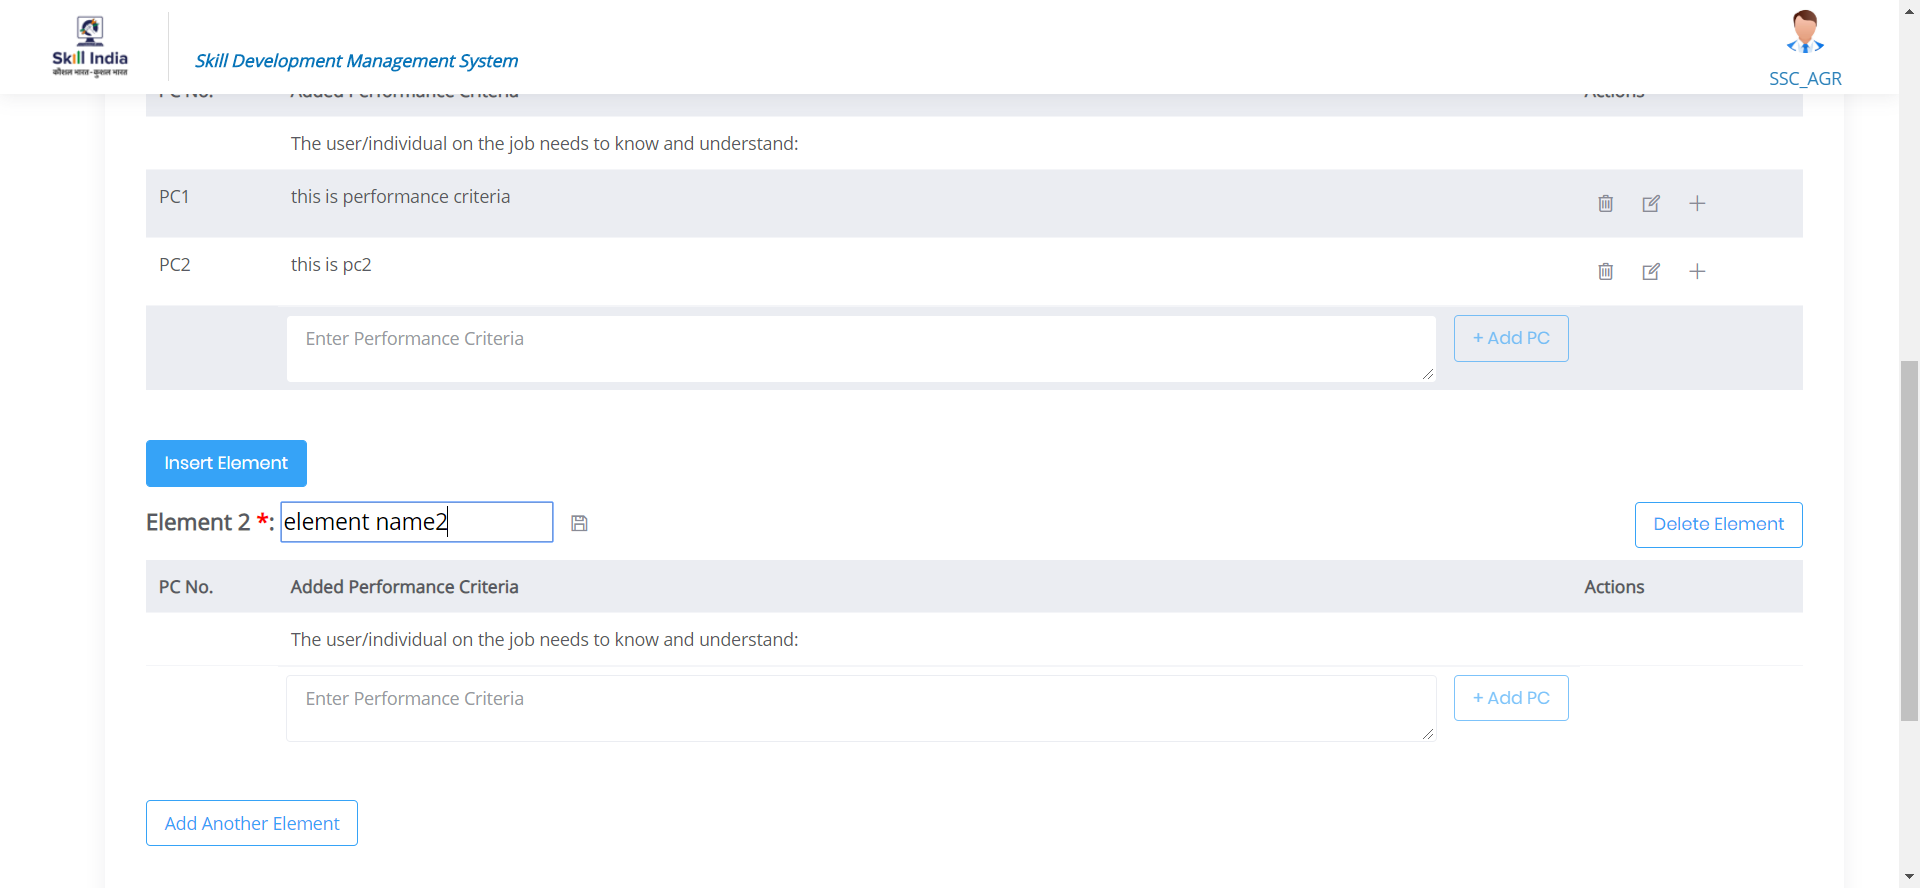 Skill India
कौशल भारत-कुशल भारत
Skill Development Management System
SSC_AGR
PC No. Added Performance Criteria Actions
The user/individual on the job needs to know and understand:
PC1 this is performance criteria
PC2 this is pc2
Enter Performance Criteria + Add PC
Insert Element
Element 2 *: element name2
Delete Element
PC No. Added Performance Criteria Actions
The user/individual on the job needs to know and understand:
Enter Performance Criteria + Add PC
Add Another Element